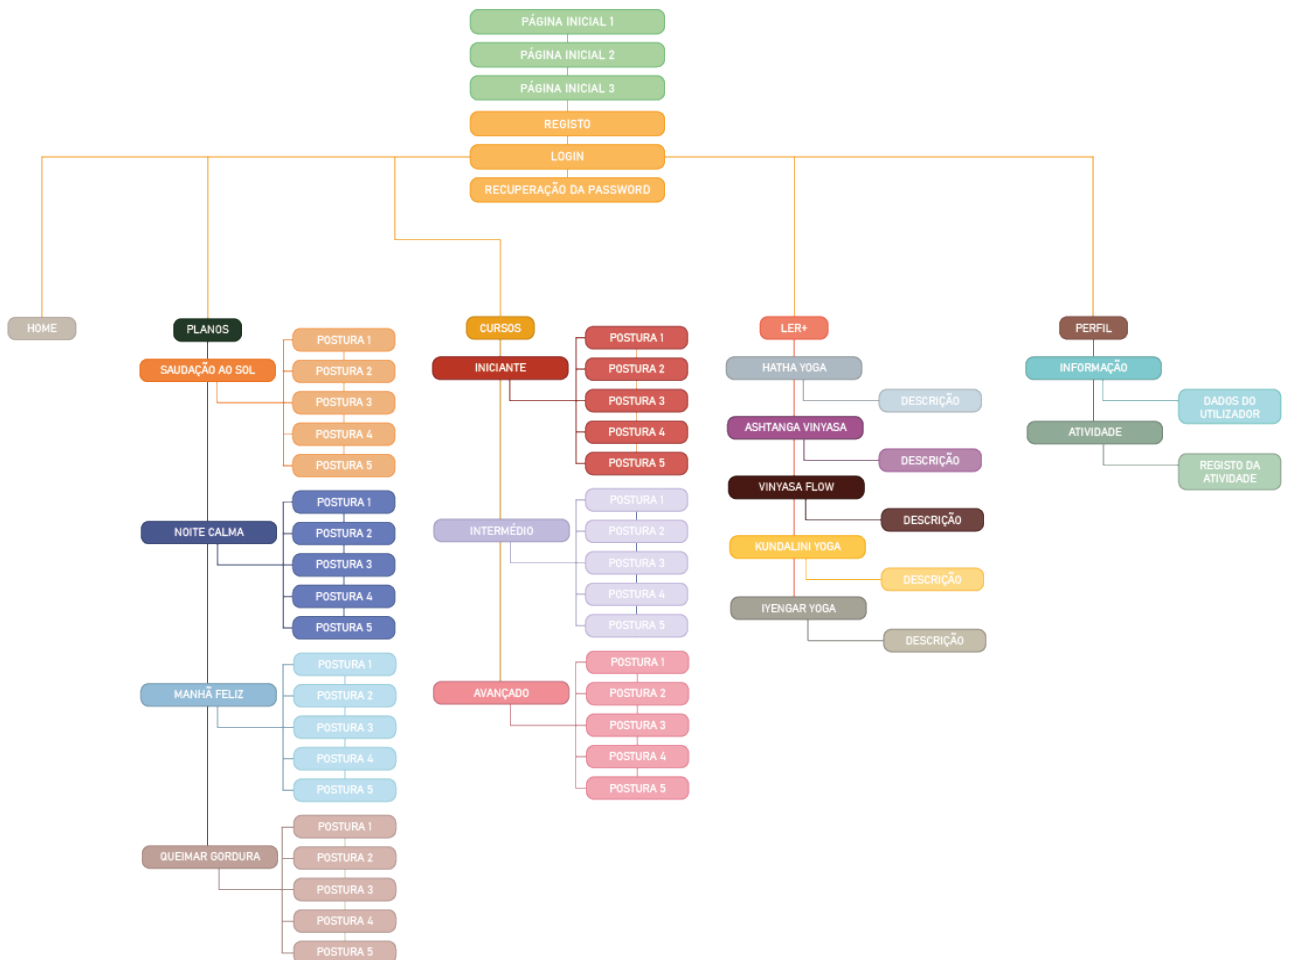 PÁGINA INICIAL 1
PÁGINA INICIAL 2
PÁGINA INICIAL 3
REGISTO
LOGIN
RECUPERAÇÃO DA PASSWORD
HOME
PLANOS
SAUDAÇÃO AO SOL
POSTURA 1
POSTURA 2
POSTURA 3
POSTURA 4
POSTURA 5
NOITE CALMA
POSTURA 1
POSTURA 2
POSTURA 3
POSTURA 4
POSTURA 5
MANHÃ FELIZ
POSTURA 1
POSTURA 2
POSTURA 3
POSTURA 4
POSTURA 5
QUEIMAR GORDURA
POSTURA 1
POSTURA 2
POSTURA 3
POSTURA 4
POSTURA 5
CURSOS
INICIANTE
POSTURA 1
POSTURA 2
POSTURA 3
POSTURA 4
POSTURA 5
INTERMÉDIO
POSTURA 1
POSTURA 2
POSTURA 3
POSTURA 4
POSTURA 5
AVANÇADO
POSTURA 1
POSTURA 2
POSTURA 3
POSTURA 4
POSTURA 5
LER+
HATHA YOGA
DESCRIÇÃO
ASHTANGA VINYASA
DESCRIÇÃO
VINYASA FLOW
DESCRIÇÃO
KUNDALINI YOGA
DESCRIÇÃO
IYENGAR YOGA
DESCRIÇÃO
PERFIL
INFORMAÇÃO
DADOS DO
UTILIZADOR
ATIVIDADE
REGISTO DA
ATIVIDADE